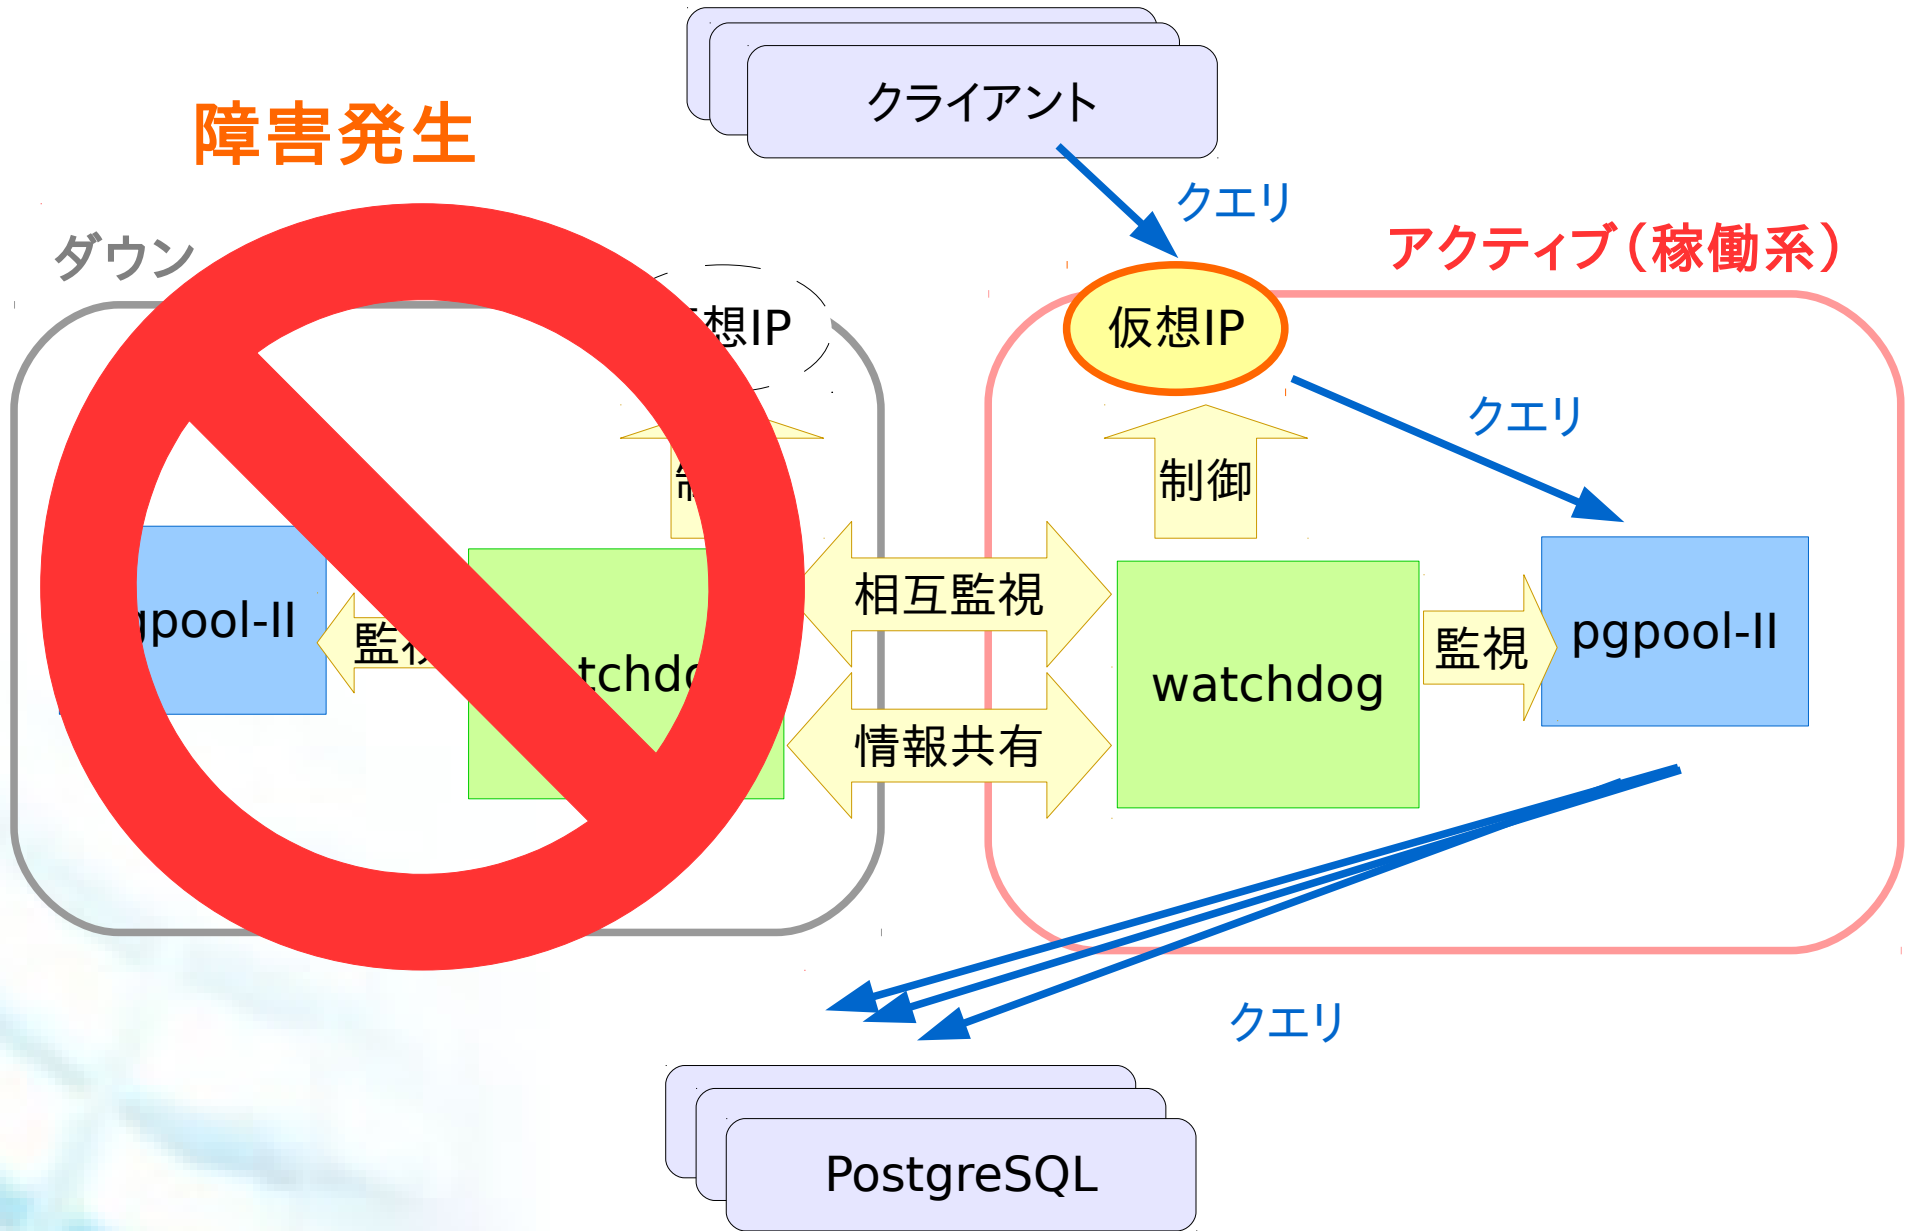 クライアント
障害発生
クエリ
ダウン
アクティブ（稼働系）
想IP
仮想IP
クエリ
制御
相互監視
gpool-II
監視
watchdog
監視
pgpool-II
情報共有
クエリ
PostgreSQL